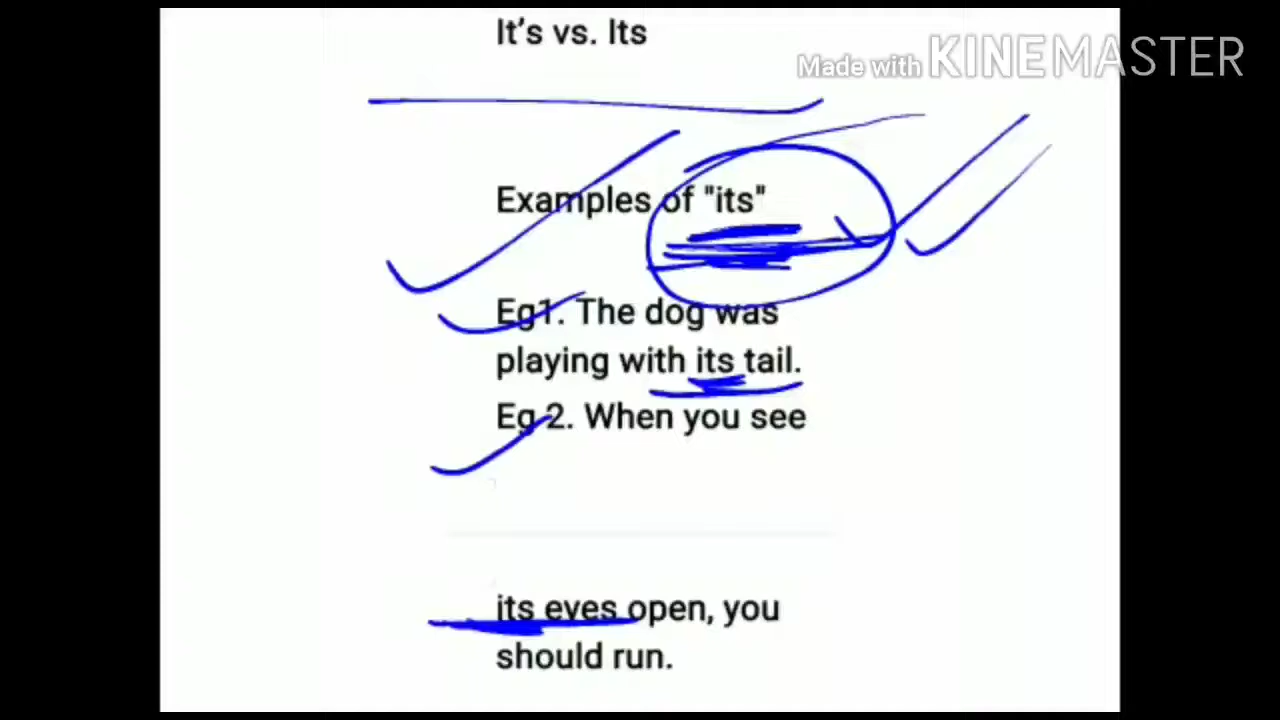 It's vs. Its
Made with KINEMASTER
Examples of "its"
Eg1. The dog was
playing with its tail.
Eg 2. When you see
its eyes open, you
should run.